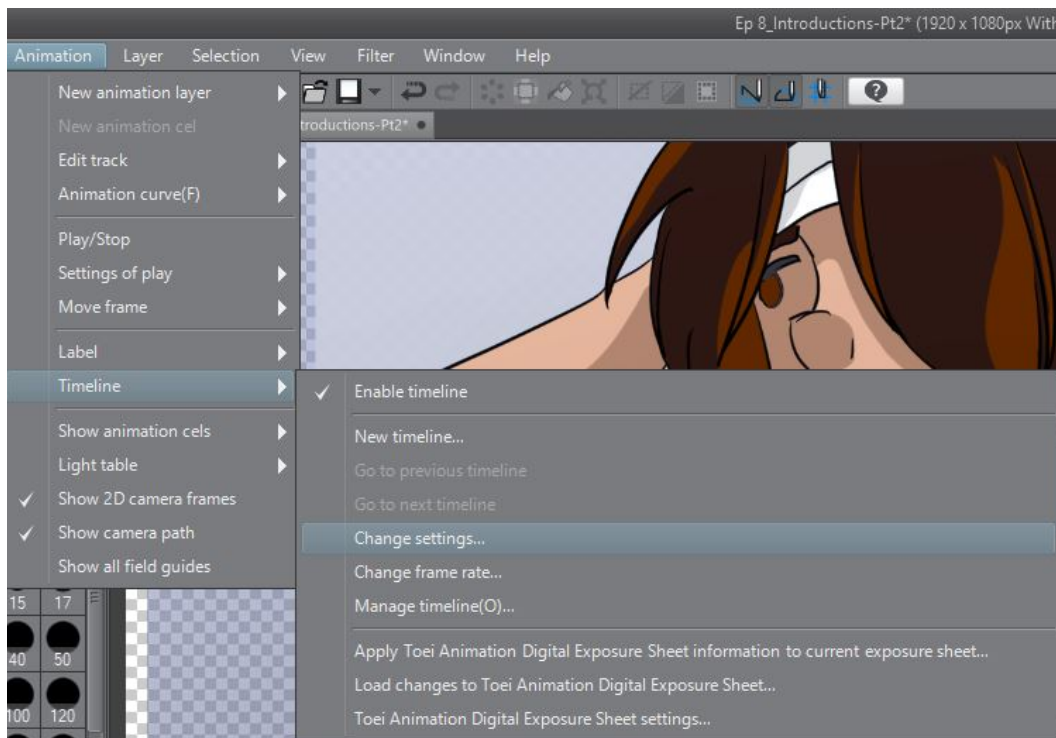 Ep 8_Introductions-Pt2* (1920 x 1080px With
Animation Layer Selection View Filter Window Help
New animation layer
New animation cel
troductions-Pt2*
Edit track
Animation curve(F)
Play/Stop
Settings of play
Move frame
Label
Timeline
Show animation cels
Light table
Show 2D camera frames
Show camera path
Show all field guides
Enable timeline
New timeline...
Go to previous timeline
Go to next timeline
Change settings...
Change frame rate...
Manage timeline(O)...
Apply Toei Animation Digital Exposure Sheet information to current exposure sheet...
Load changes to Toei Animation Digital Exposure Sheet...
Toei Animation Digital Exposure Sheet settings...
15 17
40 50
100 120